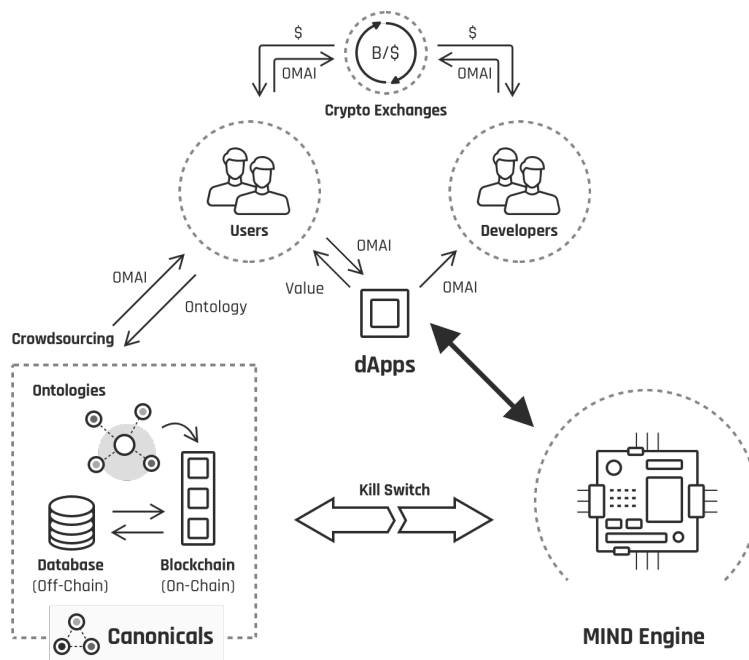 $
$
B/$
OMAI
OMAI
Crypto Exchanges
Users
Developers
OMAI
OMAI
Value
OMAI
Ontology
Crowdsourcing
dApps
Ontologies
Kill Switch
Database
(Off-Chain)
Blockchain
(On-Chain)
Canonicals
MIND Engine